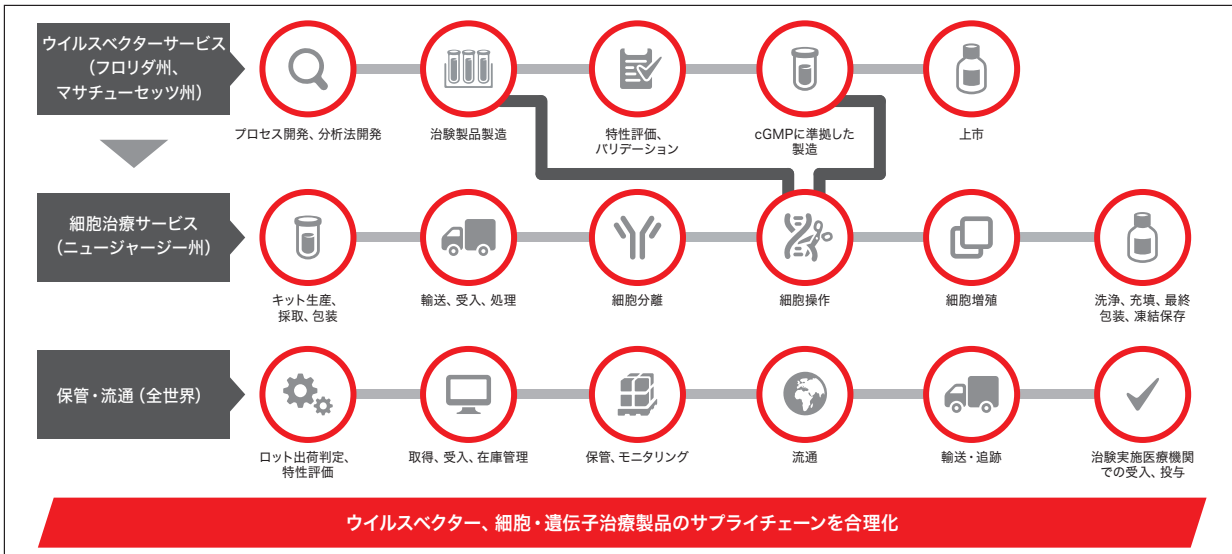 ウイルスベクターサービス
(フロリダ州、
マサチューセッツ州)
プロセス開発、分析法開発
治験製品製造
特性評価、
バリデーション
cGMPに準拠した
製造
上市
細胞治療サービス
(ニュージャージー州)
キット生産、
採取、包装
輸送、受入、処理
細胞分離
細胞操作
細胞増殖
洗浄、充填、最終
包装、凍結保存
保管・流通(全世界)
ロット出荷判定、
特性評価
取得、受入、在庫管理
保管、モニタリング
流通
輸送・追跡
治験実施医療機関
での受入、投与
ウイルスベクター、細胞・遺伝子治療製品のサプライチェーンを合理化